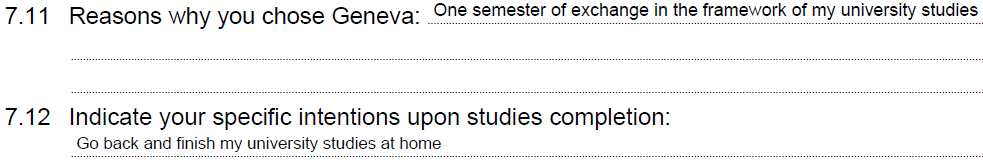 7.11 Reasons why you chose Geneva: One semester of exchange in the framework of my university studies
7.12 Indicate your specific intentions upon studies completion:
Go back and finish my university studies at home